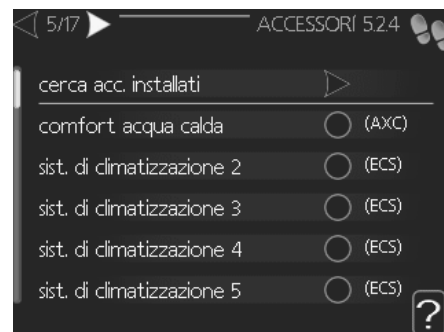 5/17 ACCESSORÍ 5.2.4
cerca acc. installati
comfort acqua calda (AXC)
sist. di climatizzazione 2 (ECS)
sist. di climatizzazione 3 (ECS)
sist. di climatizzazione 4 (ECS)
sist. di climatizzazione 5 (ECS)
?